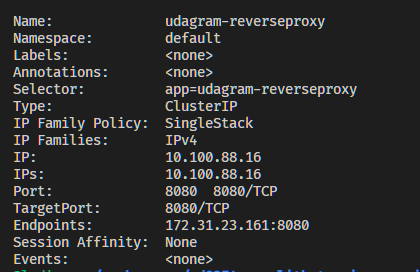 Name: udagram-reverseproxy
Namespace: default
Labels: <none>
Annotations: <none>
Selector: app=udagram-reverseproxy
Type: ClusterIP
IP Family Policy: SingleStack
IP Families: IPv4
IP: 10.100.88.16
IPs: 10.100.88.16
Port: 8080 8080/TCP
TargetPort: 8080/TCP
Endpoints: 172.31.23.161:8080
Session Affinity: None
Events: <none>